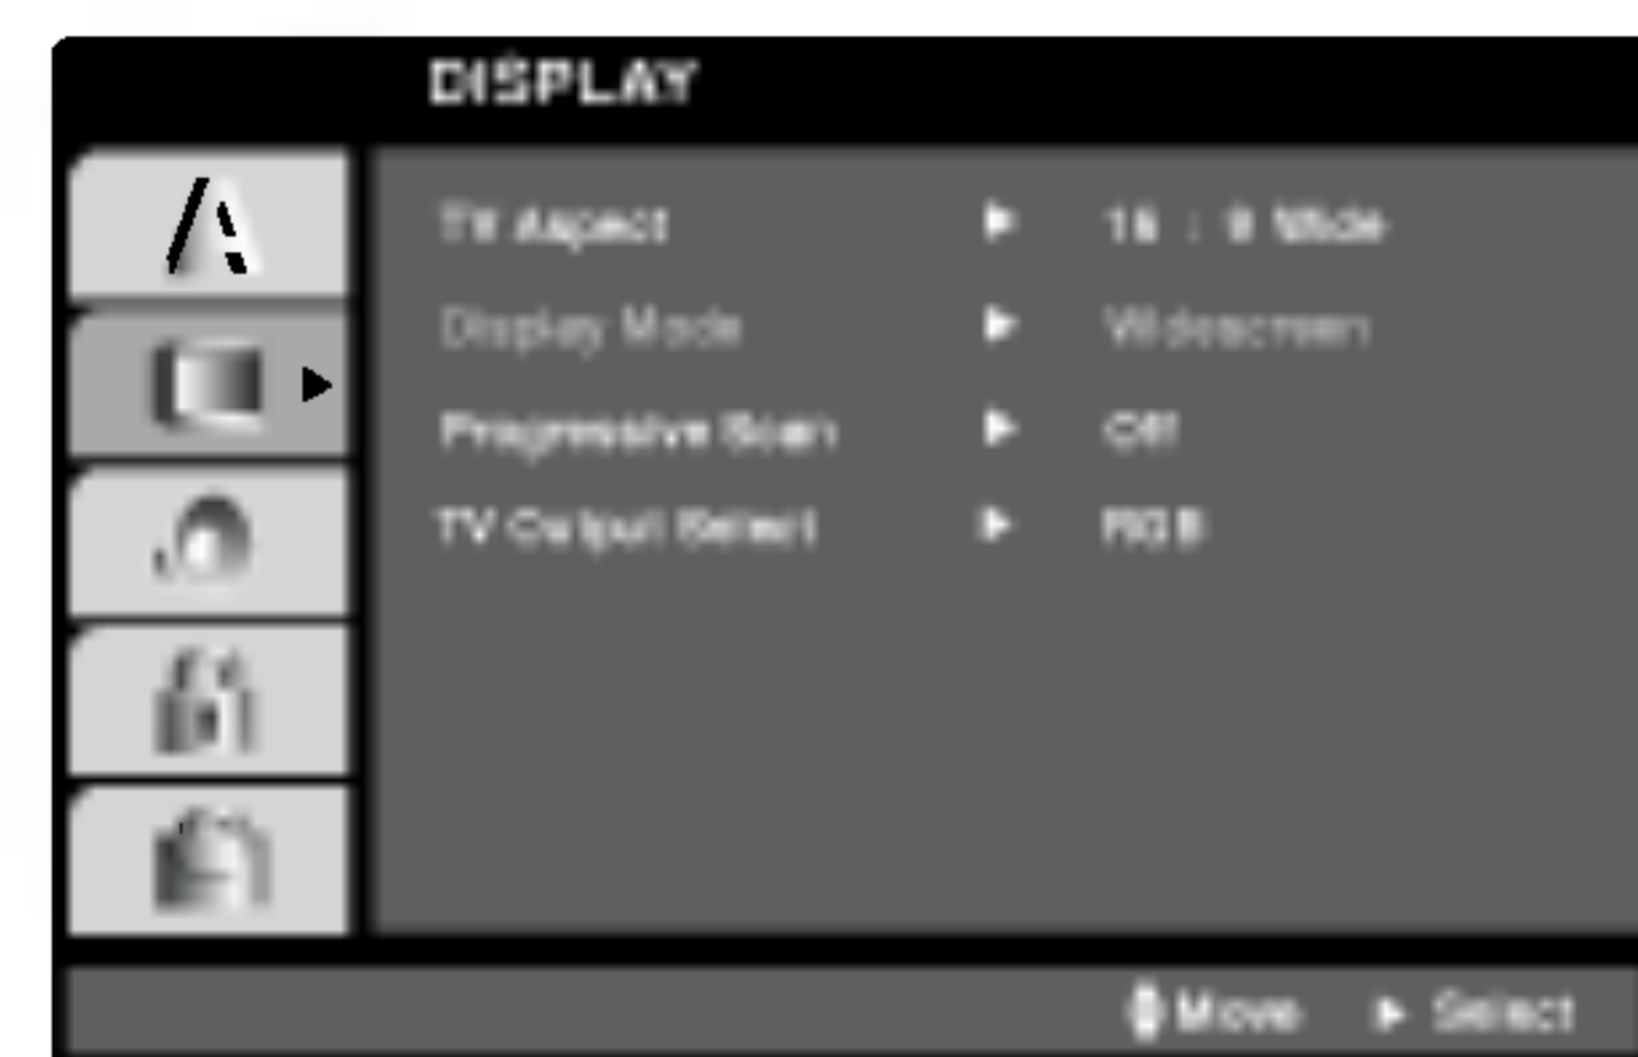 DISPLAY
TV Aspect ▶ 16 : 9 Wide
Display Mode ▶ Widescreen
Progressive Scan ▶ Off
TV Output Select ▶ RGB
Move ▶ Select